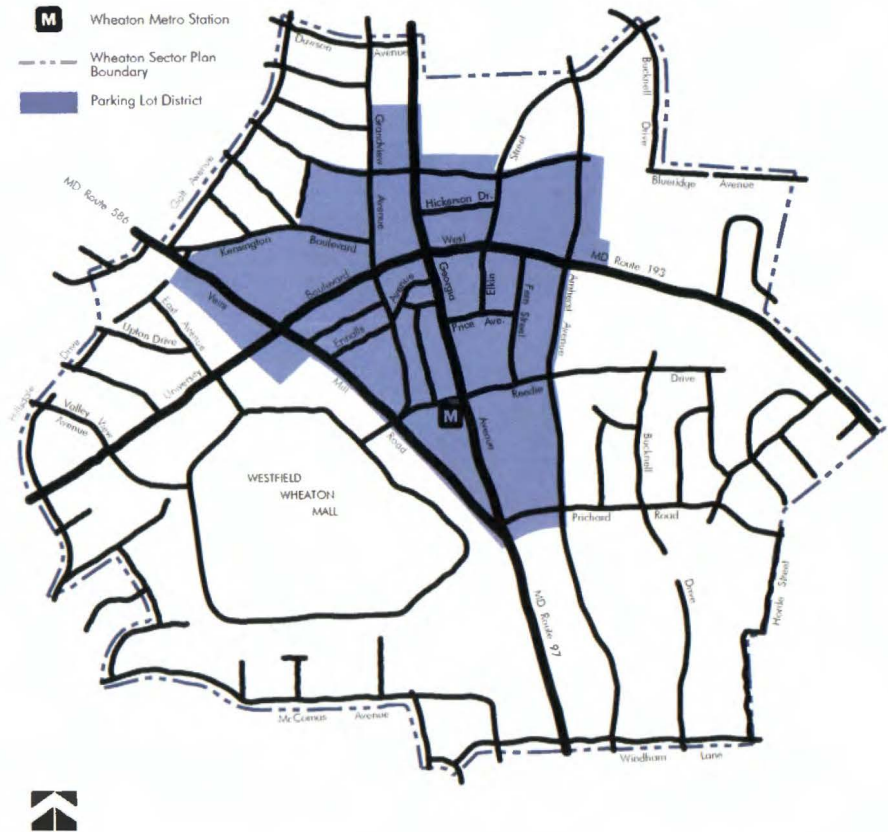 M Wheaton Metro Station
Wheaton Sector Plan
Boundary
Parking Lot District
Dawson Avenue
Grandview Avenue
Street
Bucknell Drive
Blueridge Avenue
Galt Avenue
MD Route 586
Hickerson Dr.
Kensington Boulevard
West
MD Route 193
Veirs
Boulevard
Ennalls Avenue
Georgia
Elkin
Fern Street
Amherst Avenue
Price Ave.
East Avenue
Upton Drive
Hillsdale Drive
University
Mill
Reedie Drive
M
Avenue
Valley View
Avenue
Road
Bucknell
WESTFIELD
WHEATON
MALL
Prichard Road
Drive
Horde Street
MD Route 97
McComas Avenue
Windham Lane